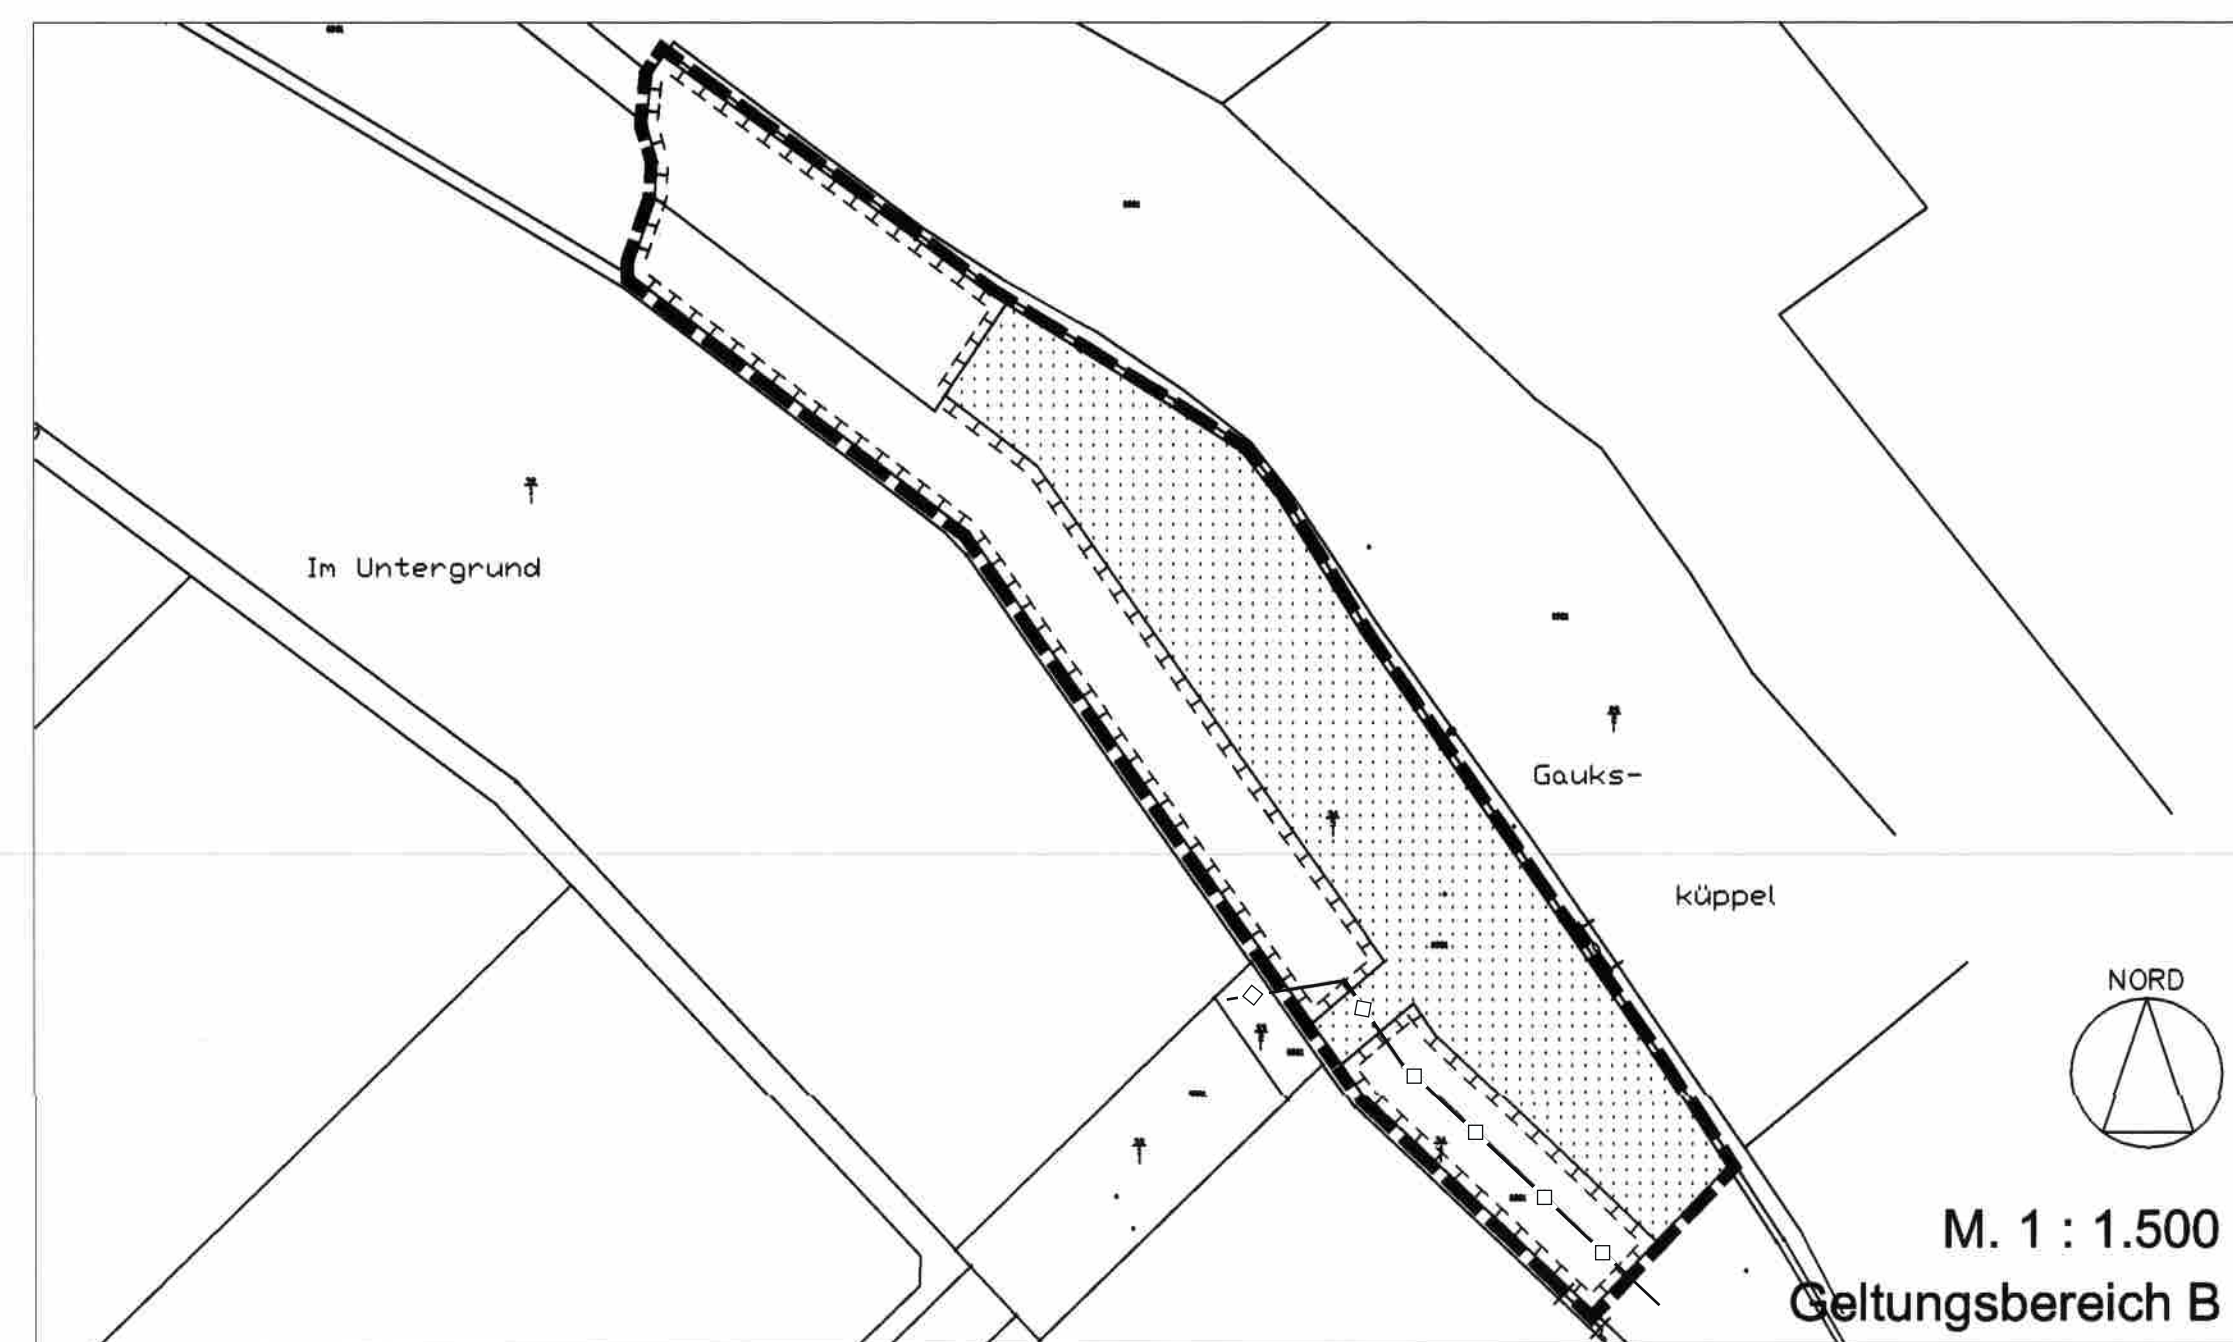 Im Untergrund
Gauks-
küppel
NORD
M. 1 : 1.500
Geltungsbereich B